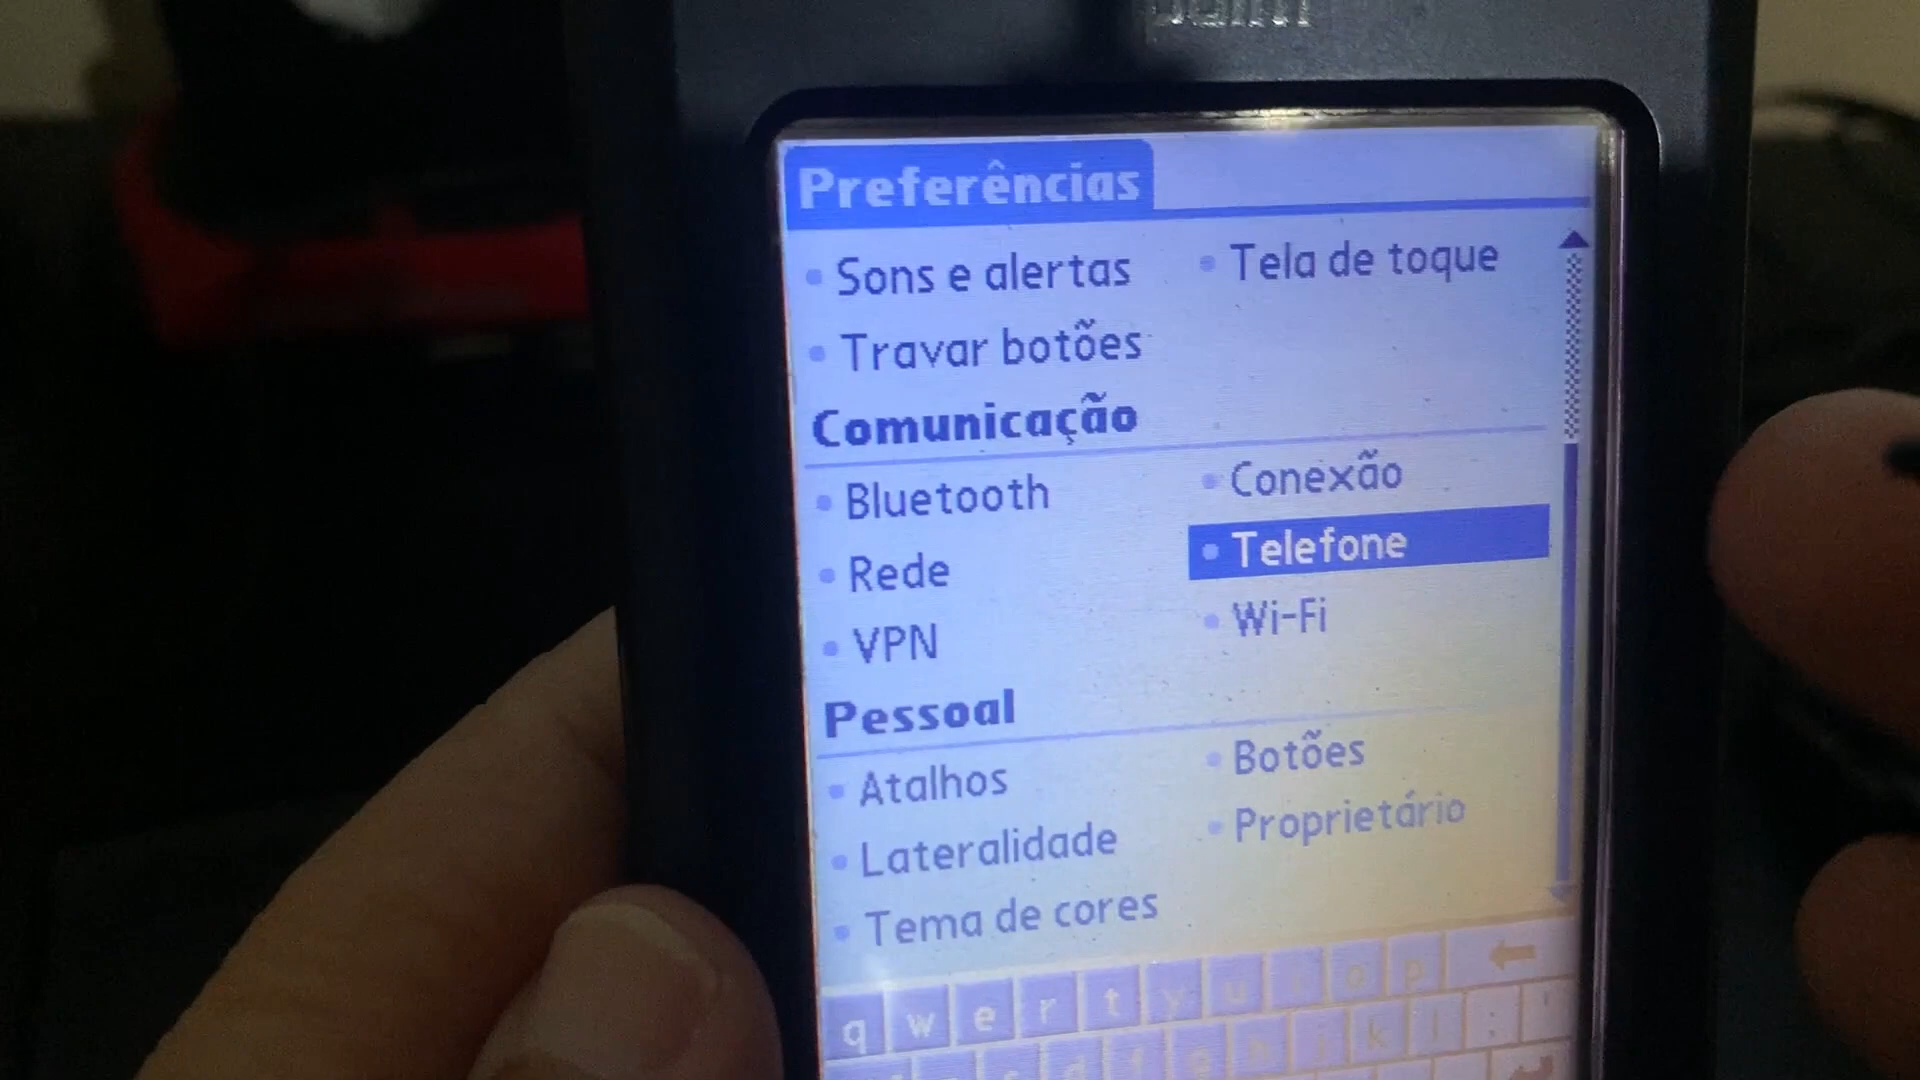 palm
Preferências
Sons e alertas
Tela de toque
Travar botões
Comunicação
Bluetooth
Conexão
Rede
Telefone
VPN
Wi-Fi
Pessoal
Atalhos
Botões
Lateralidade
Proprietário
Tema de cores
q w e r t y u i o p